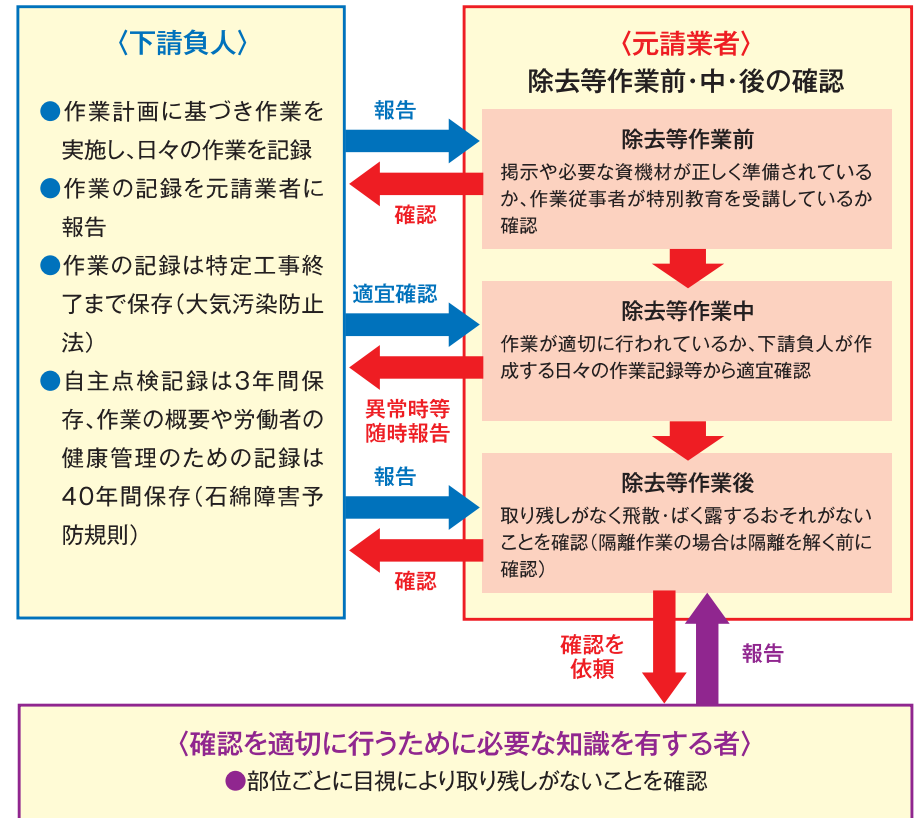 〈下請負人〉
●作業計画に基づき作業を
実施し、日々の作業を記録
●作業の記録を元請業者に
報告
●作業の記録は特定工事終
了まで保存（大気汚染防止
法）
●自主点検記録は3年間保
存、作業の概要や労働者の
健康管理のための記録は
40年間保存（石綿障害予
防規則）
報告
確認
適宜確認
異常時等
随時報告
報告
確認
〈元請業者〉
除去等作業前・中・後の確認
除去等作業前
掲示や必要な資機材が正しく準備されている
か、作業従事者が特別教育を受講しているか
確認
除去等作業中
作業が適切に行われているか、下請負人が作
成する日々の作業記録等から適宜確認
除去等作業後
取り残しがなく飛散・ばく露するおそれがない
ことを確認（隔離作業の場合は隔離を解く前に
確認）
確認を
依頼
報告
〈確認を適切に行うために必要な知識を有する者〉
●部位ごとに目視により取り残しがないことを確認